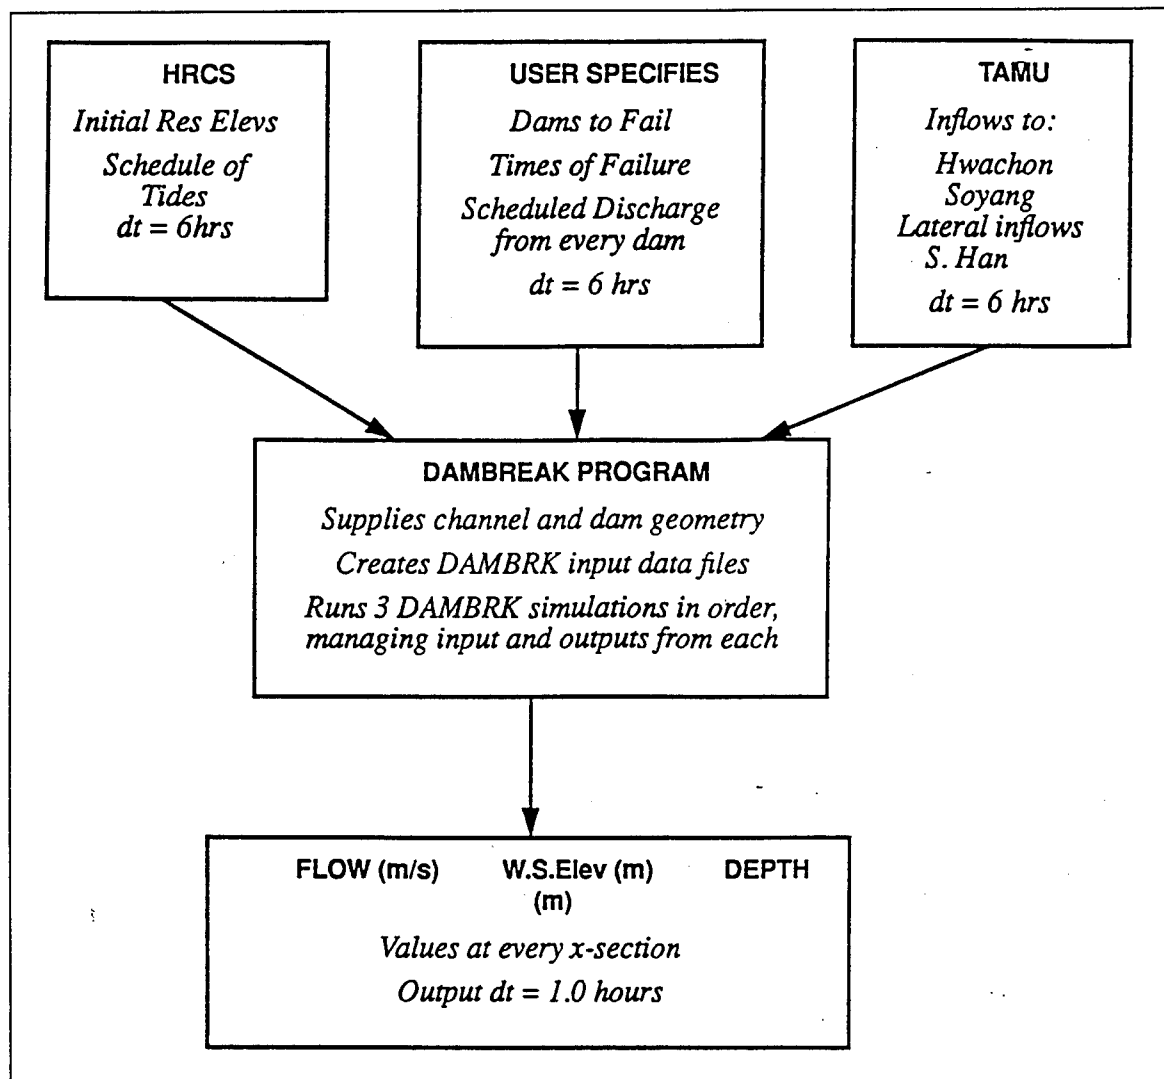 HRCS
Initial Res Elevs
Schedule of
Tides
dt = 6hrs
USER SPECIFIES
Dams to Fail
Times of Failure
Scheduled Discharge
from every dam
dt = 6 hrs
TAMU
Inflows to:
Hwachon
Soyang
Lateral inflows
S. Han
dt = 6 hrs
DAMBREAK PROGRAM
Supplies channel and dam geometry
Creates DAMBRK input data files
Runs 3 DAMBRK simulations in order,
managing input and outputs from each
FLOW (m/s) W.S.Elev (m) DEPTH
(m)
Values at every x-section
Output dt = 1.0 hours